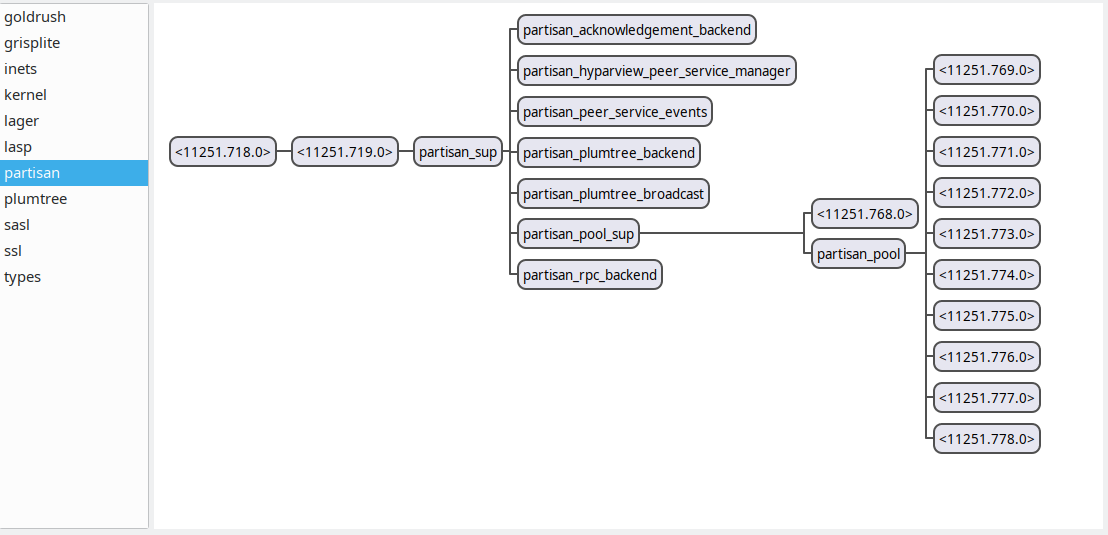 goldrush
grisplite
inets
kernel
lager
lasp
partisan
plumtree
sasl
ssl
types
<11251.718.0>
<11251.719.0>
partisan_sup
partisan_acknowledgement_backend
partisan_hyparview_peer_service_manager
partisan_peer_service_events
partisan_plumtree_backend
partisan_plumtree_broadcast
partisan_pool_sup
partisan_rpc_backend
<11251.768.0>
partisan_pool
<11251.769.0>
<11251.770.0>
<11251.771.0>
<11251.772.0>
<11251.773.0>
<11251.774.0>
<11251.775.0>
<11251.776.0>
<11251.777.0>
<11251.778.0>